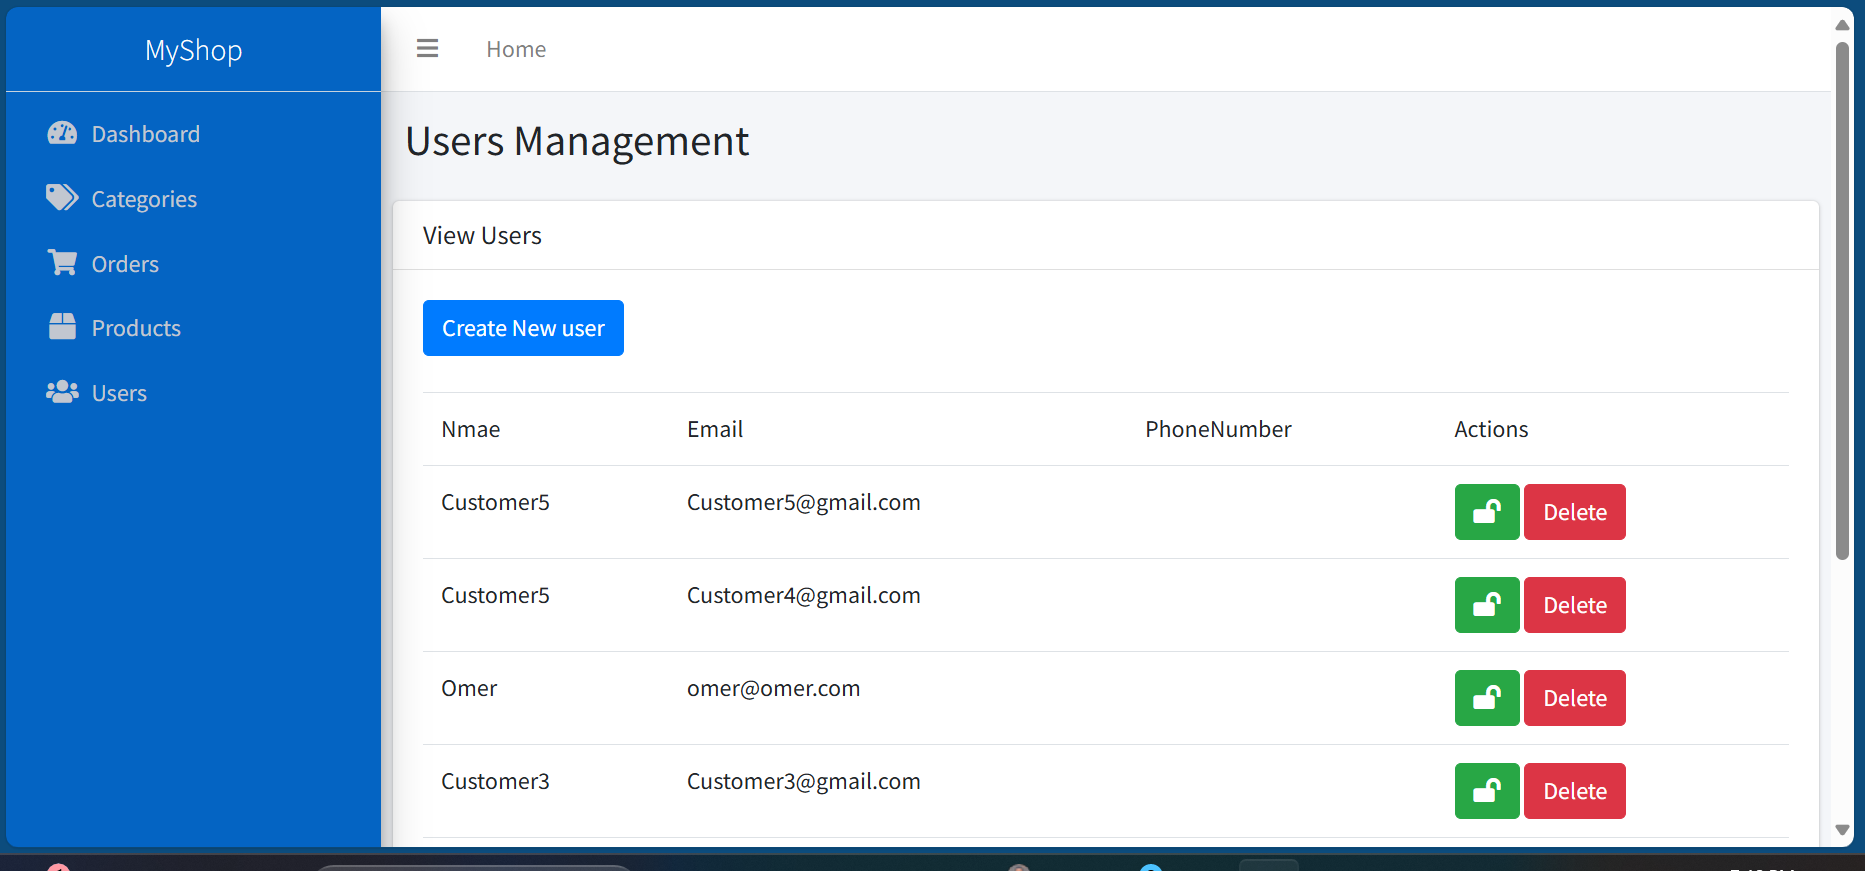 MyShop
Home
Dashboard
Categories
Orders
Products
Users
Users Management
View Users
Create New user
Nmae Email PhoneNumber Actions
Customer5 Customer5@gmail.com Delete
Customer5 Customer4@gmail.com Delete
Omer omer@omer.com Delete
Customer3 Customer3@gmail.com Delete